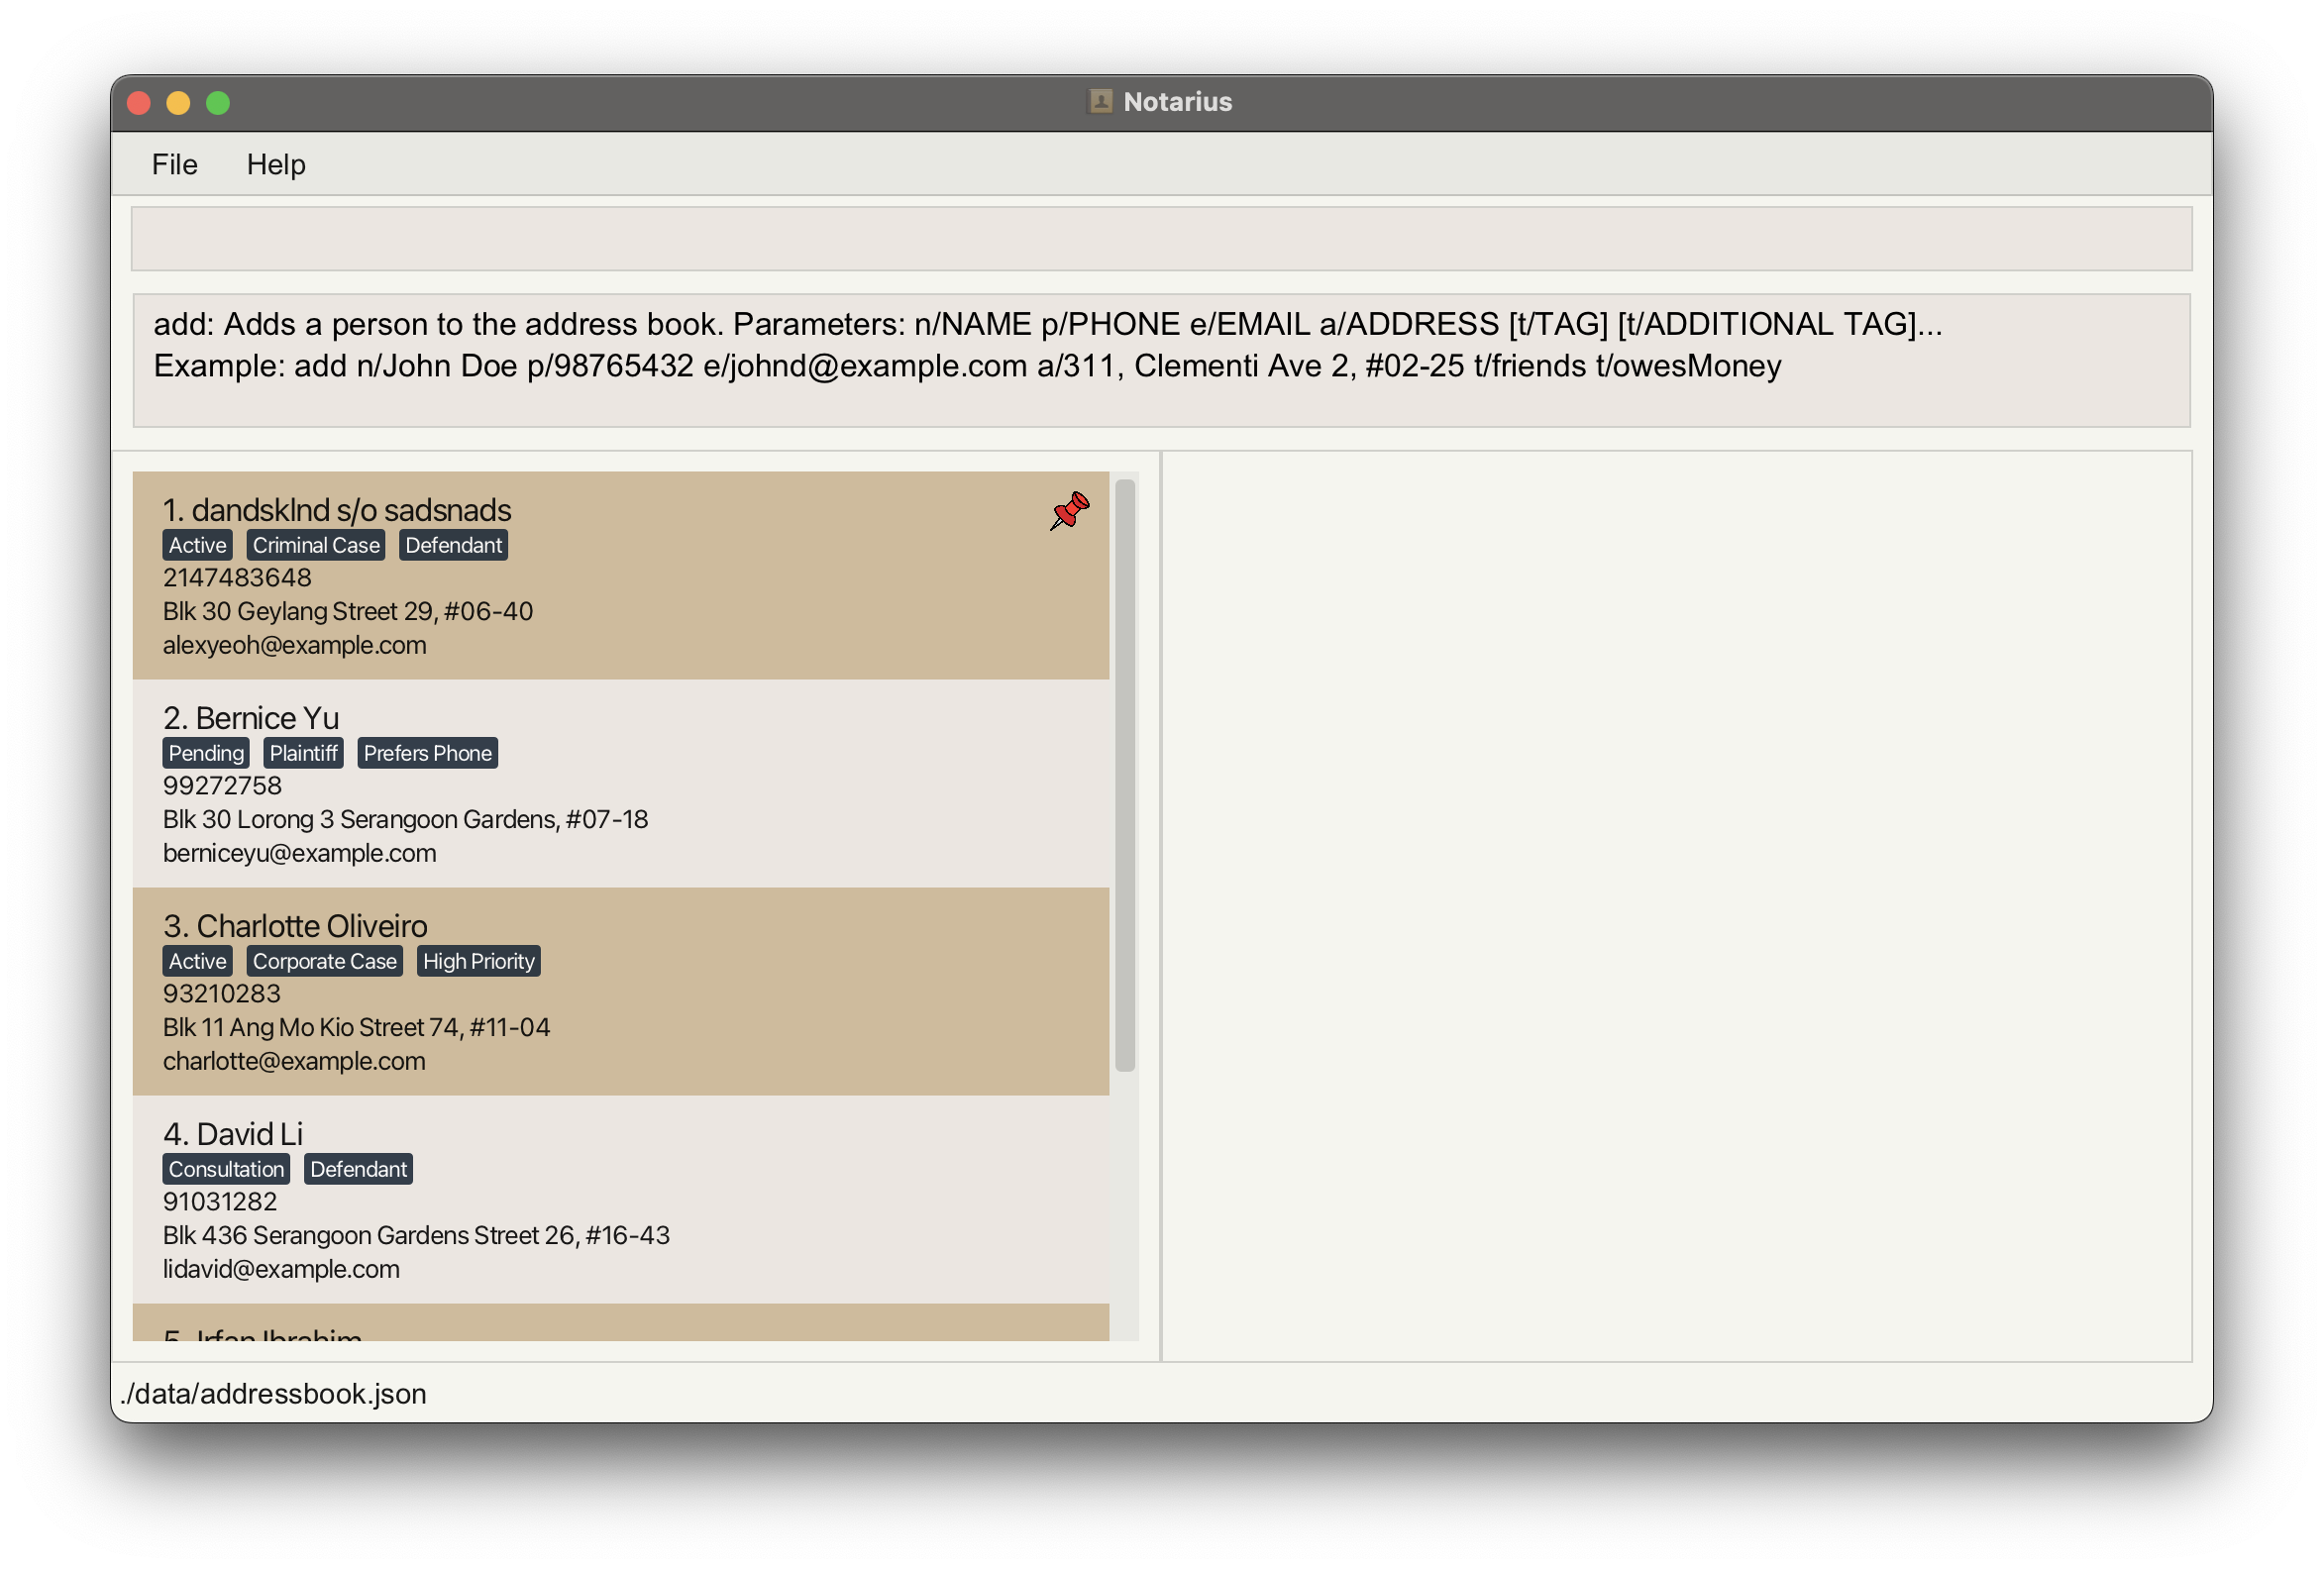 Notarius
File Help
add: Adds a person to the address book. Parameters: n/NAME p/PHONE e/EMAIL a/ADDRESS [t/TAG] [t/ADDITIONAL TAG]...
Example: add n/John Doe p/98765432 e/johnd@example.com a/311, Clementi Ave 2, #02-25 t/friends t/owesMoney
1. dandsklnd s/o sadsnads
Active Criminal Case Defendant
2147483648
Blk 30 Geylang Street 29, #06-40
alexyeoh@example.com
2. Bernice Yu
Pending Plaintiff Prefers Phone
99272758
Blk 30 Lorong 3 Serangoon Gardens, #07-18
berniceyu@example.com
3. Charlotte Oliveiro
Active Corporate Case High Priority
93210283
Blk 11 Ang Mo Kio Street 74, #11-04
charlotte@example.com
4. David Li
Consultation Defendant
91031282
Blk 436 Serangoon Gardens Street 26, #16-43
lidavid@example.com
5. Irfan Ibrahim
./data/addressbook.json